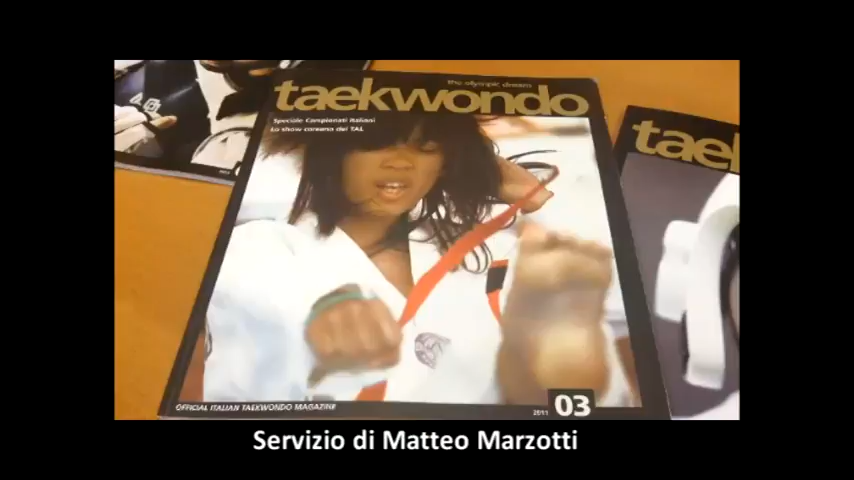 the olympic dream
taekwondo
Speciale Campionati Italiani
Lo show coreano del TAL
taek
OFFICIAL ITALIAN TAEKWONDO MAGAZINE
2011 03
Servizio di Matteo Marzotti